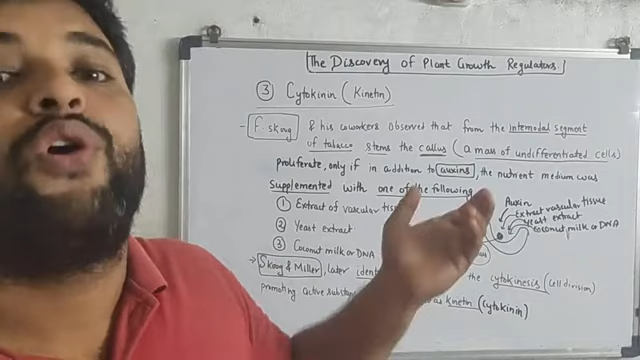 The Discovery of Plant Growth Regulators
③ Cytokinin (Kinetin)
- F. Skoog & his coworkers observed that from the internodal segment
of tobacco stems the callus (a mass of undifferentiated cells)
proliferate, only if in addition to auxins, the nutrient medium was
Supplemented with one of the following
① Extract of vascular
② Yeast extract
③ Coconut milk or DNA
Auxin
Extract vascular tissue
Yeast extract
Coconut milk or DNA
→ Skoog & Miller, later the cytokinesis (cell division)
promoting active as kinetin (cytokinin)